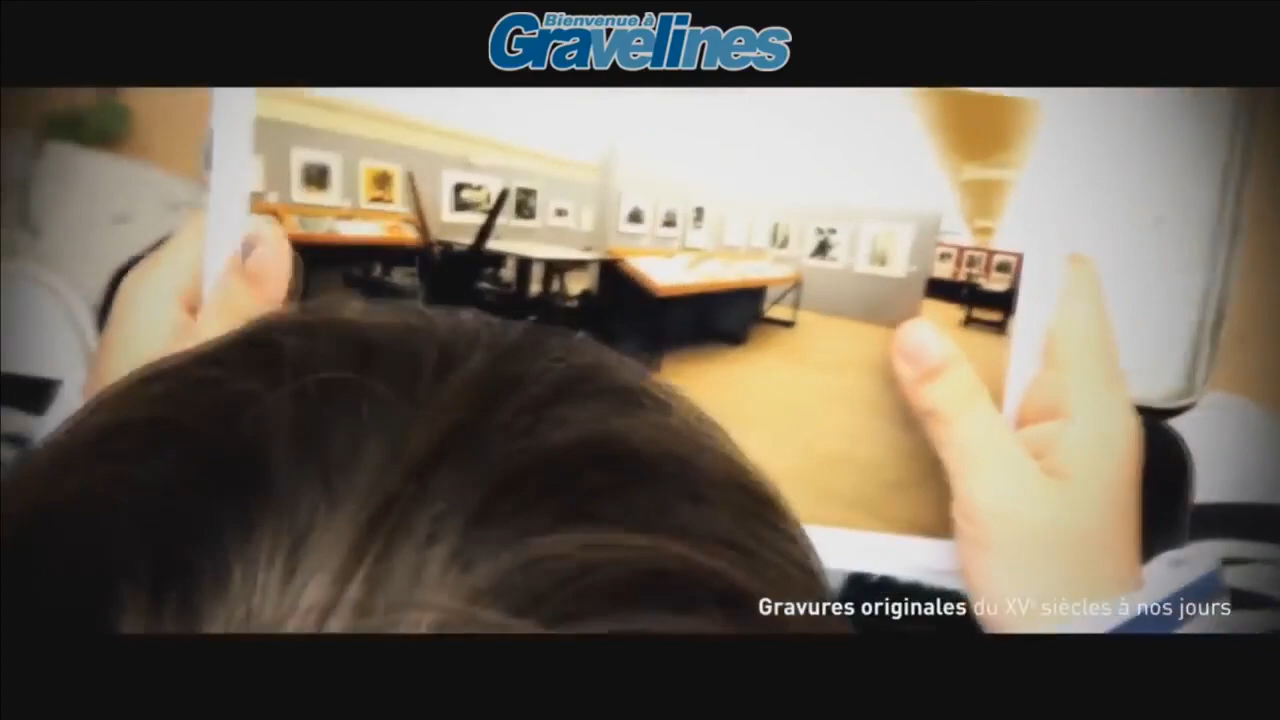 Bienvenue à
Gravelines
Gravures originales du XVᵉ siècles à nos jours